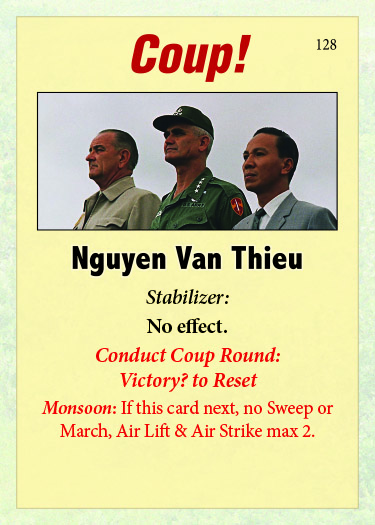 Coup!
128
Nguyen Van Thieu
Stabilizer:
No effect.
Conduct Coup Round:
Victory? to Reset
Monsoon: If this card next, no Sweep or
March, Air Lift & Air Strike max 2.